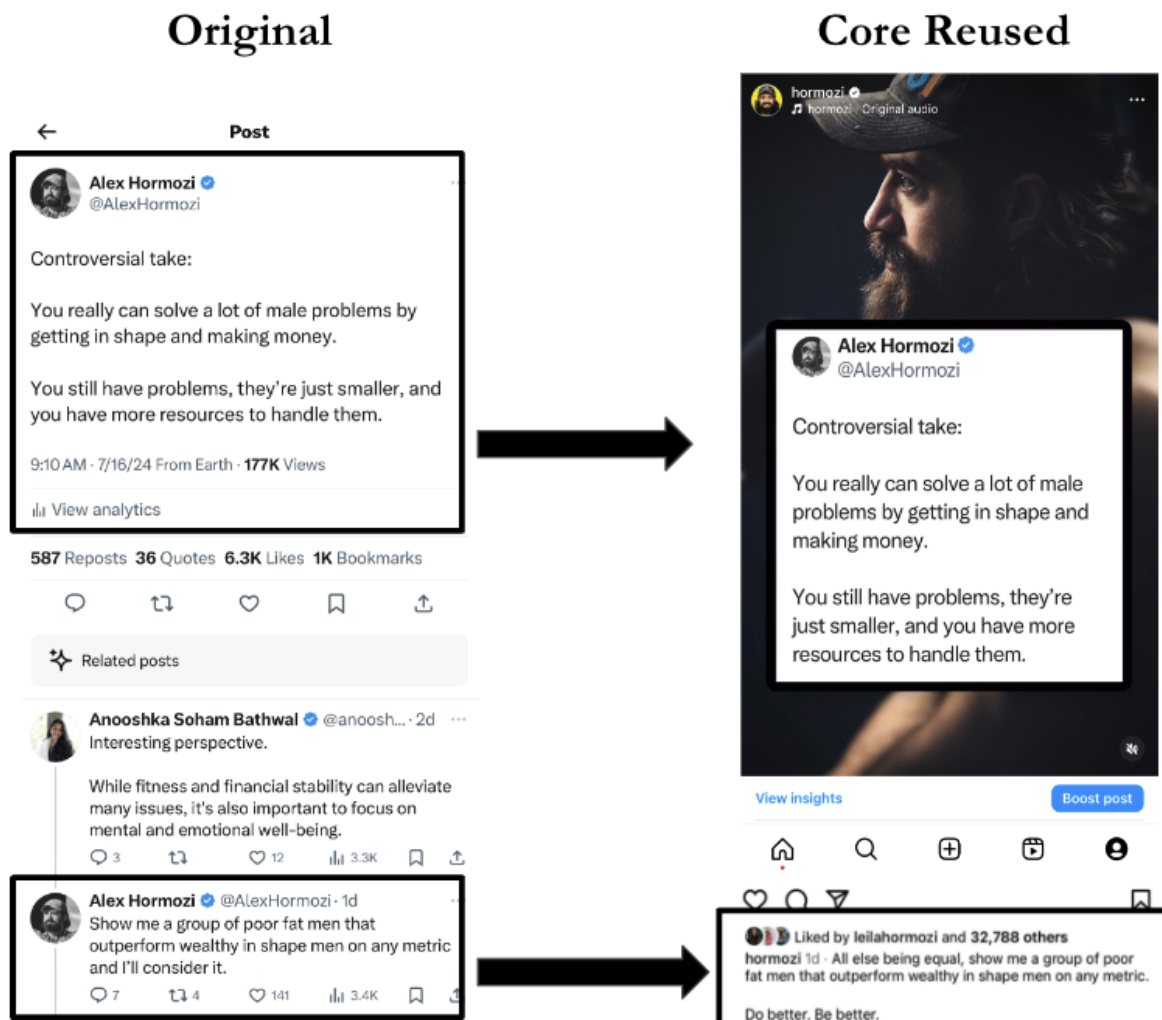 Original
Core Reused
Post
Alex Hormozi
@AlexHormozi
Controversial take:
You really can solve a lot of male problems by
getting in shape and making money.
You still have problems, they're just smaller, and
you have more resources to handle them.
9:10 AM · 7/16/24 From Earth · 177K Views
View analytics
587 Reposts 36 Quotes 6.3K Likes 1K Bookmarks
Related posts
Anooshka Soham Bathwal @anoosh... · 2d
Interesting perspective.
While fitness and financial stability can alleviate
many issues, it's also important to focus on
mental and emotional well-being.
3 12 3.3K
Alex Hormozi @AlexHormozi · 1d
Show me a group of poor fat men that
outperform wealthy in shape men on any metric
and I'll consider it.
7 4 141 3.4K
hormozi
hormozi · Original audio
Alex Hormozi
@AlexHormozi
Controversial take:
You really can solve a lot of male
problems by getting in shape and
making money.
You still have problems, they're
just smaller, and you have more
resources to handle them.
View insights
Boost post
Liked by leilahormozi and 32,788 others
hormozi 1d · All else being equal, show me a group of poor
fat men that outperform wealthy in shape men on any metric.
Do better. Be better.